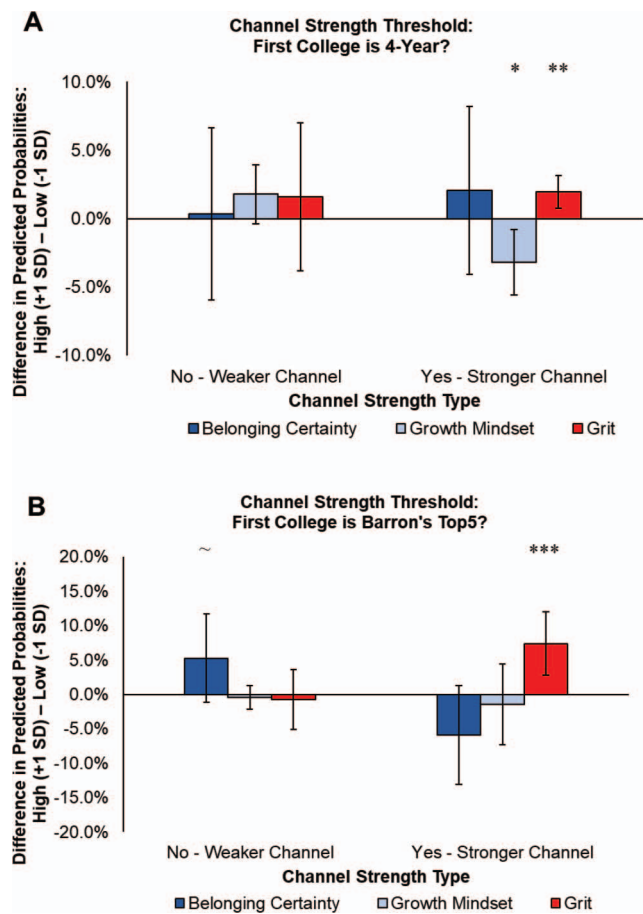 A
Channel Strength Threshold:
First College is 4-Year?
Difference in Predicted Probabilities:
High (+1 SD) – Low (-1 SD)
10.0%
5.0%
0.0%
-5.0%
-10.0%
*
**
No - Weaker Channel
Yes - Stronger Channel
Channel Strength Type
Belonging Certainty
Growth Mindset
Grit
B
Channel Strength Threshold:
First College is Barron's Top5?
Difference in Predicted Probabilities:
High (+1 SD) – Low (-1 SD)
20.0%
15.0%
10.0%
5.0%
0.0%
-5.0%
-10.0%
-15.0%
-20.0%
~
***
No - Weaker Channel
Yes - Stronger Channel
Channel Strength Type
Belonging Certainty
Growth Mindset
Grit